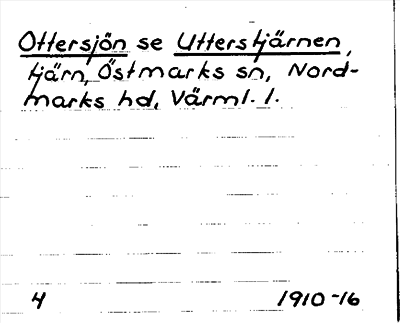 Ottersjön se Utterstjärnen,
tjärn, Östmarks sn, Nord-
marks hd, Värml. l.
4 1910-16